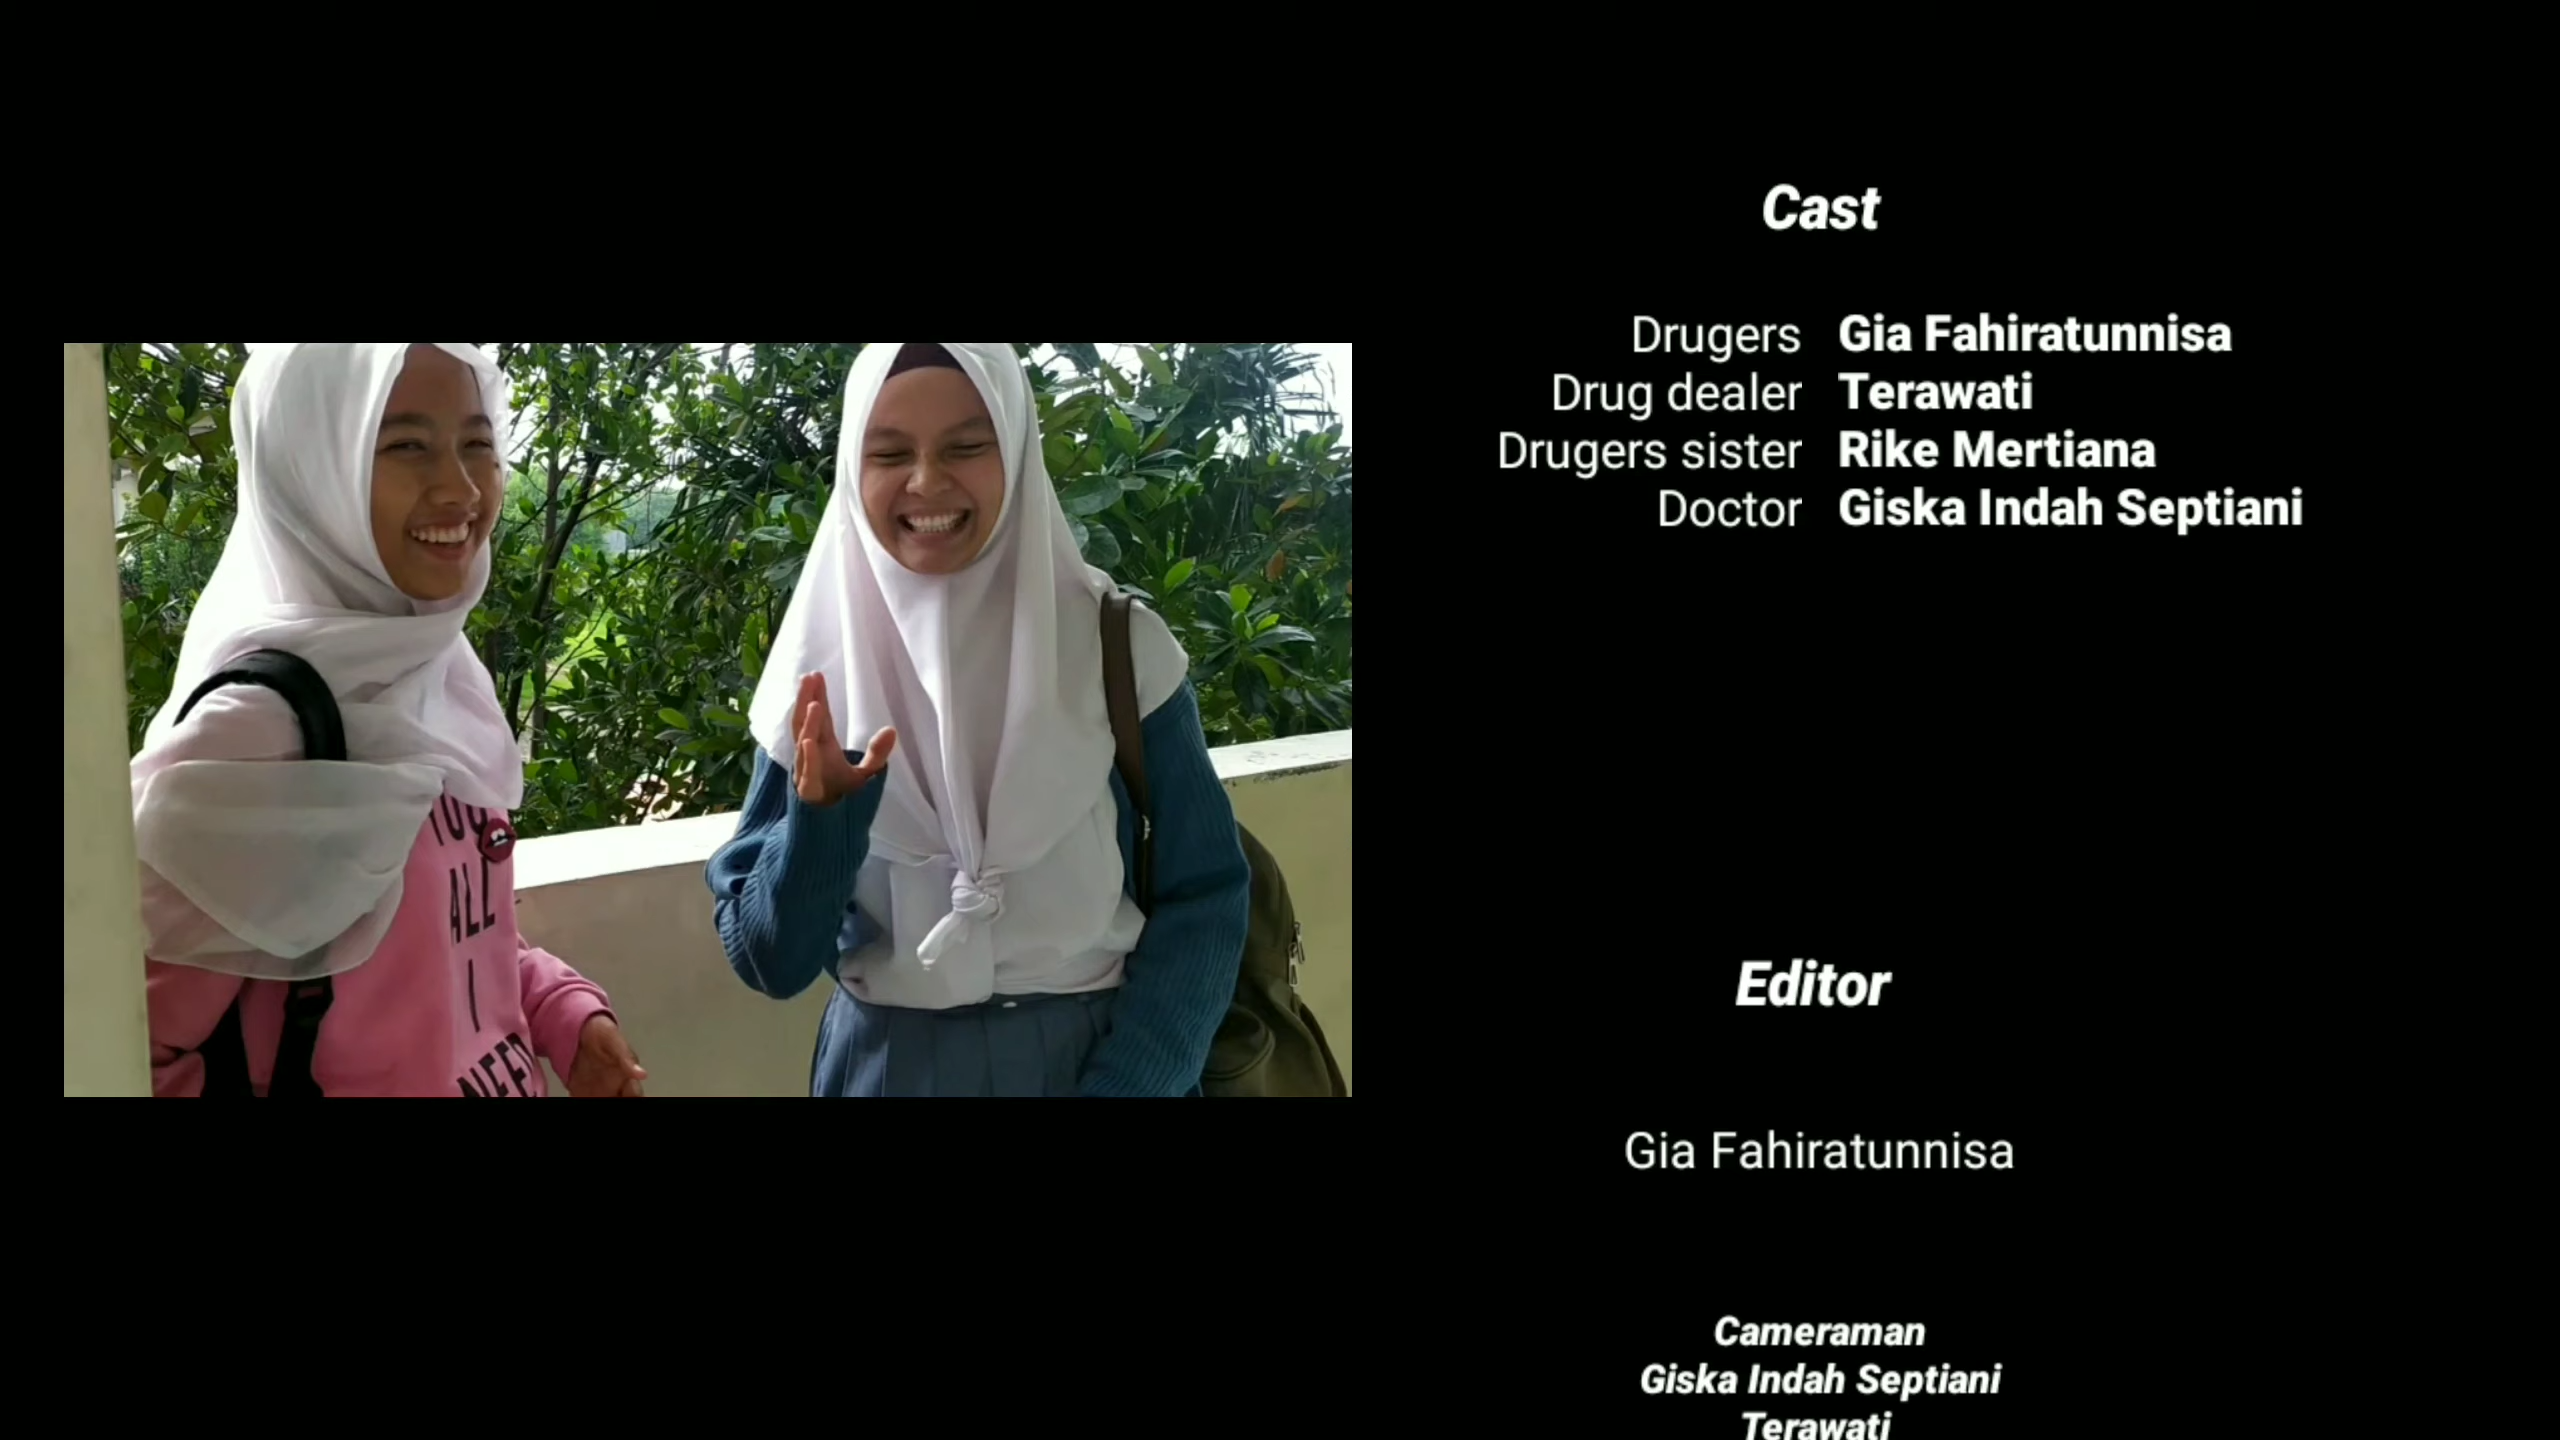 Cast
Drugers Gia Fahiratunnisa
Drug dealer Terawati
Drugers sister Rike Mertiana
Doctor Giska Indah Septiani
Editor
Gia Fahiratunnisa
Cameraman
Giska Indah Septiani
Terawati
ALL
I
NEED